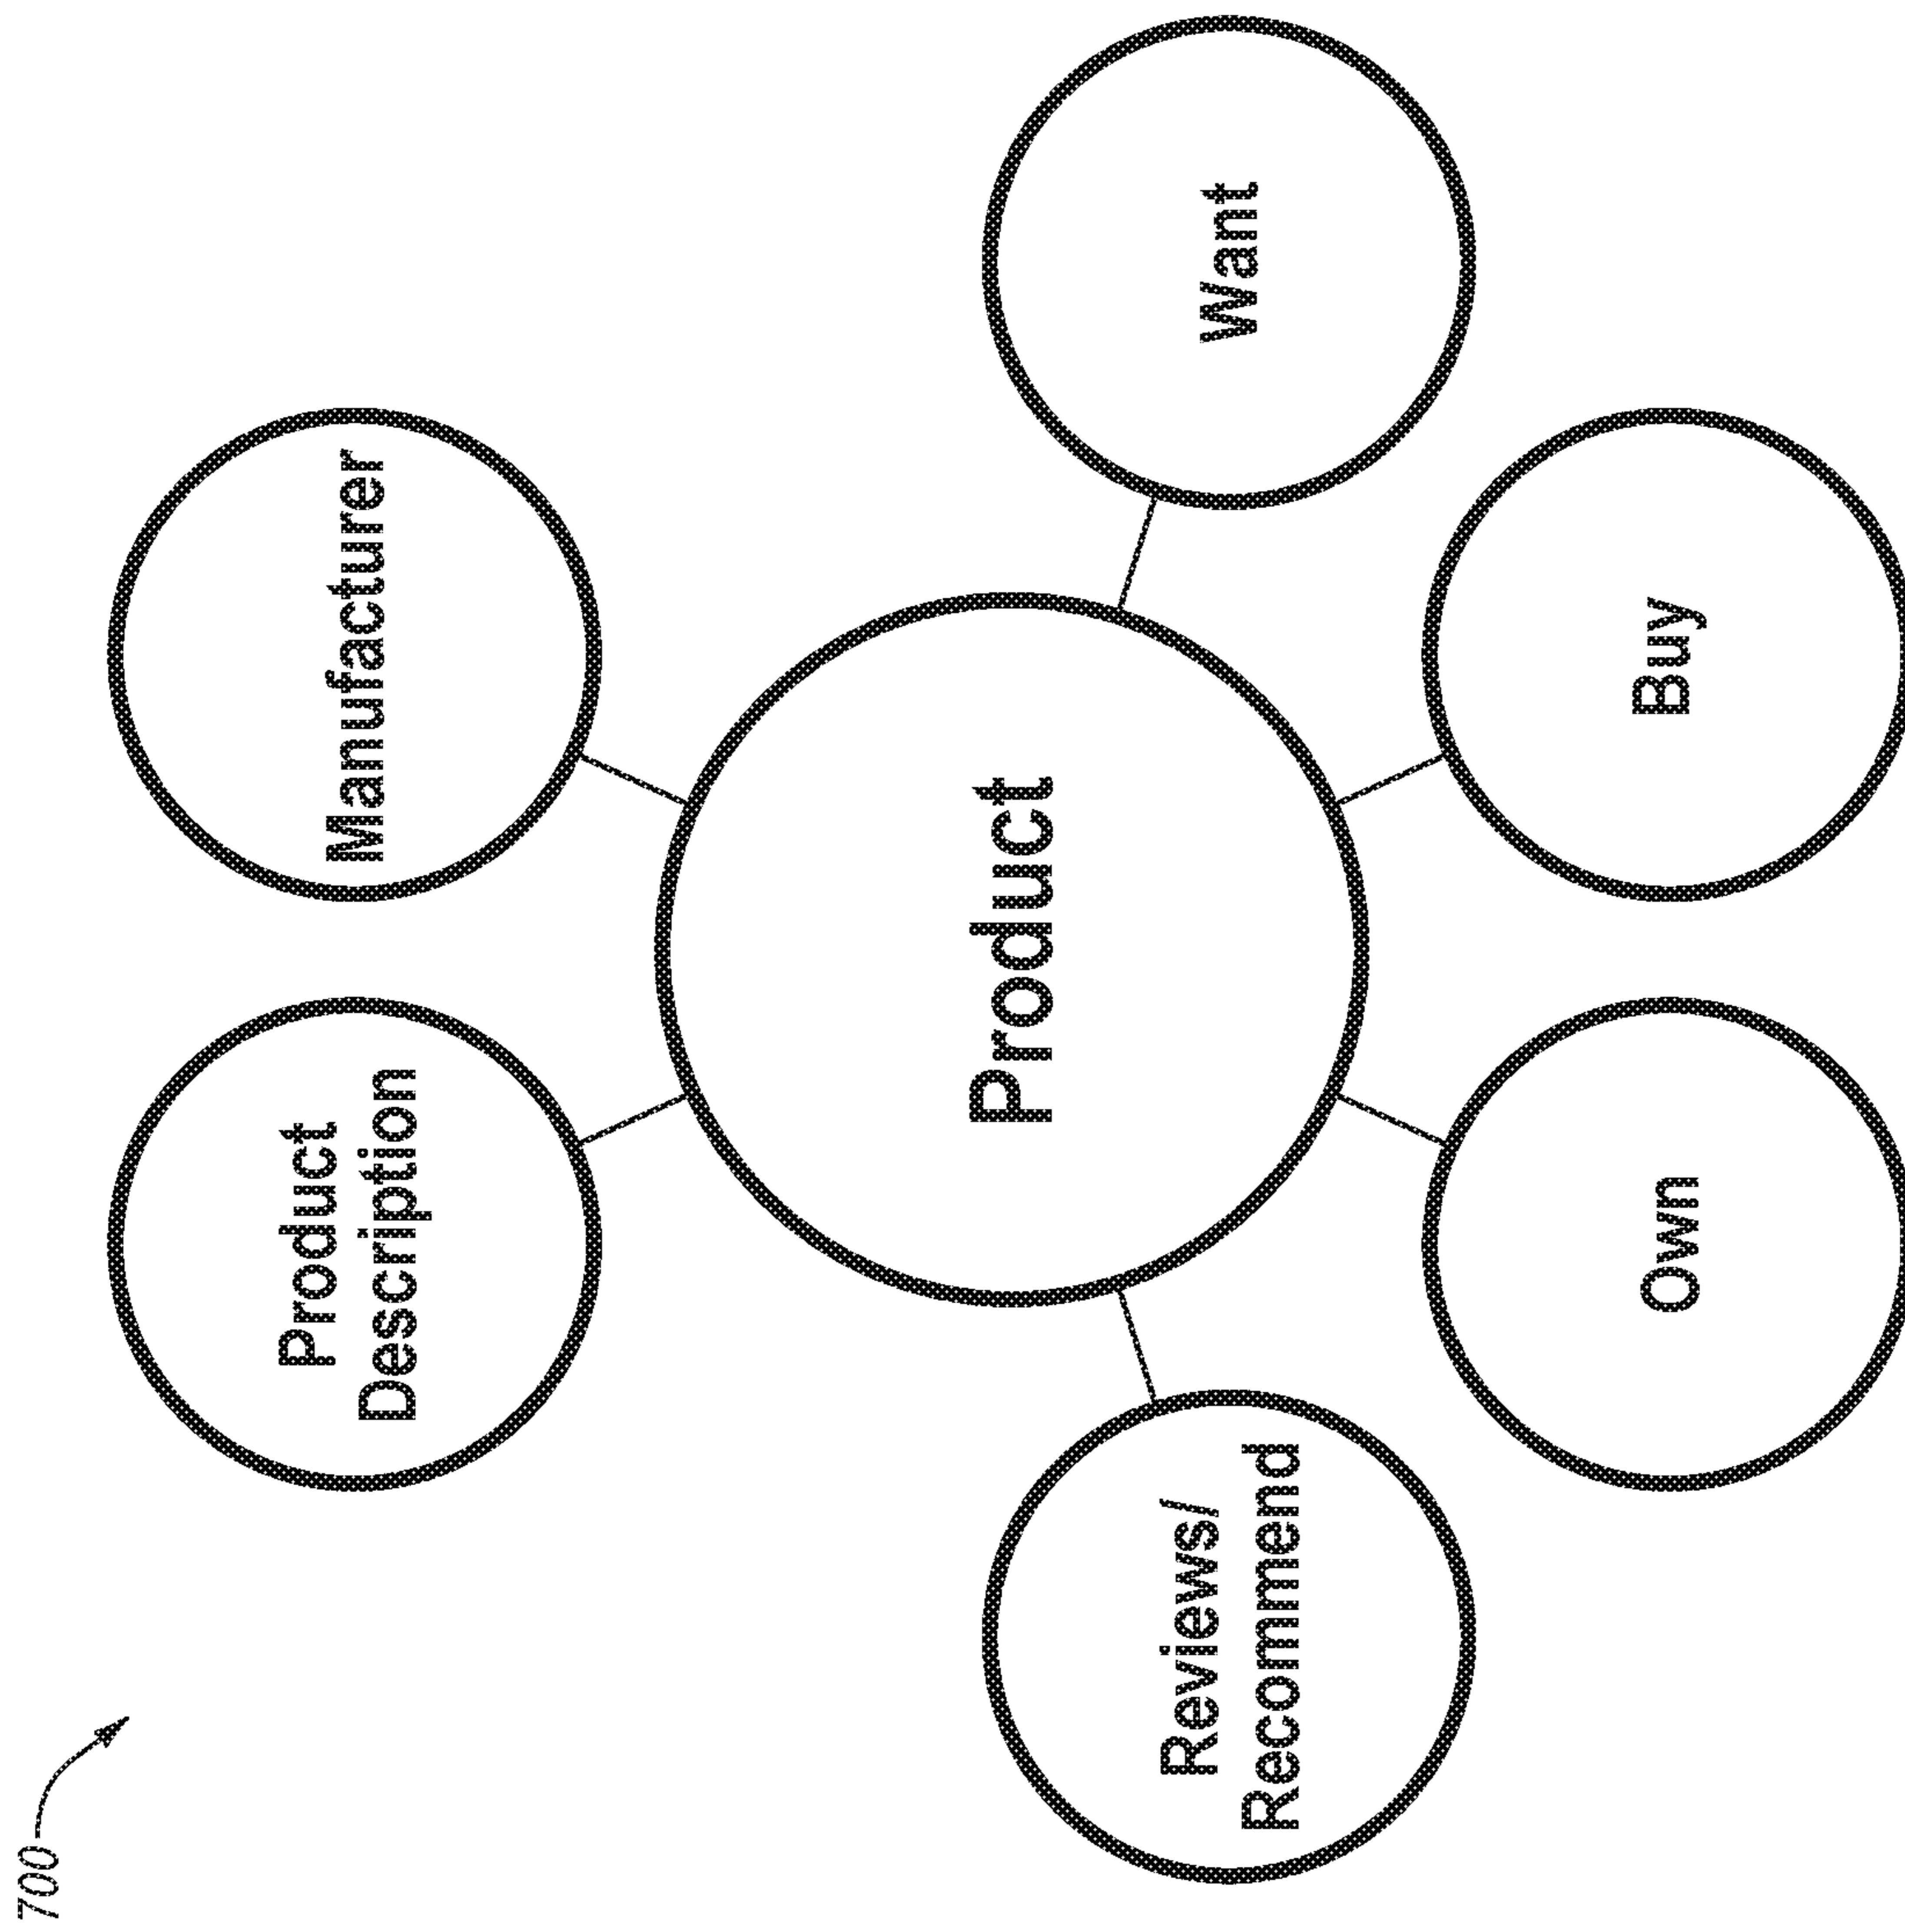 700
Product
Description
Manufacturer
Reviews/
Recommend
Product
Want
Own
Buy